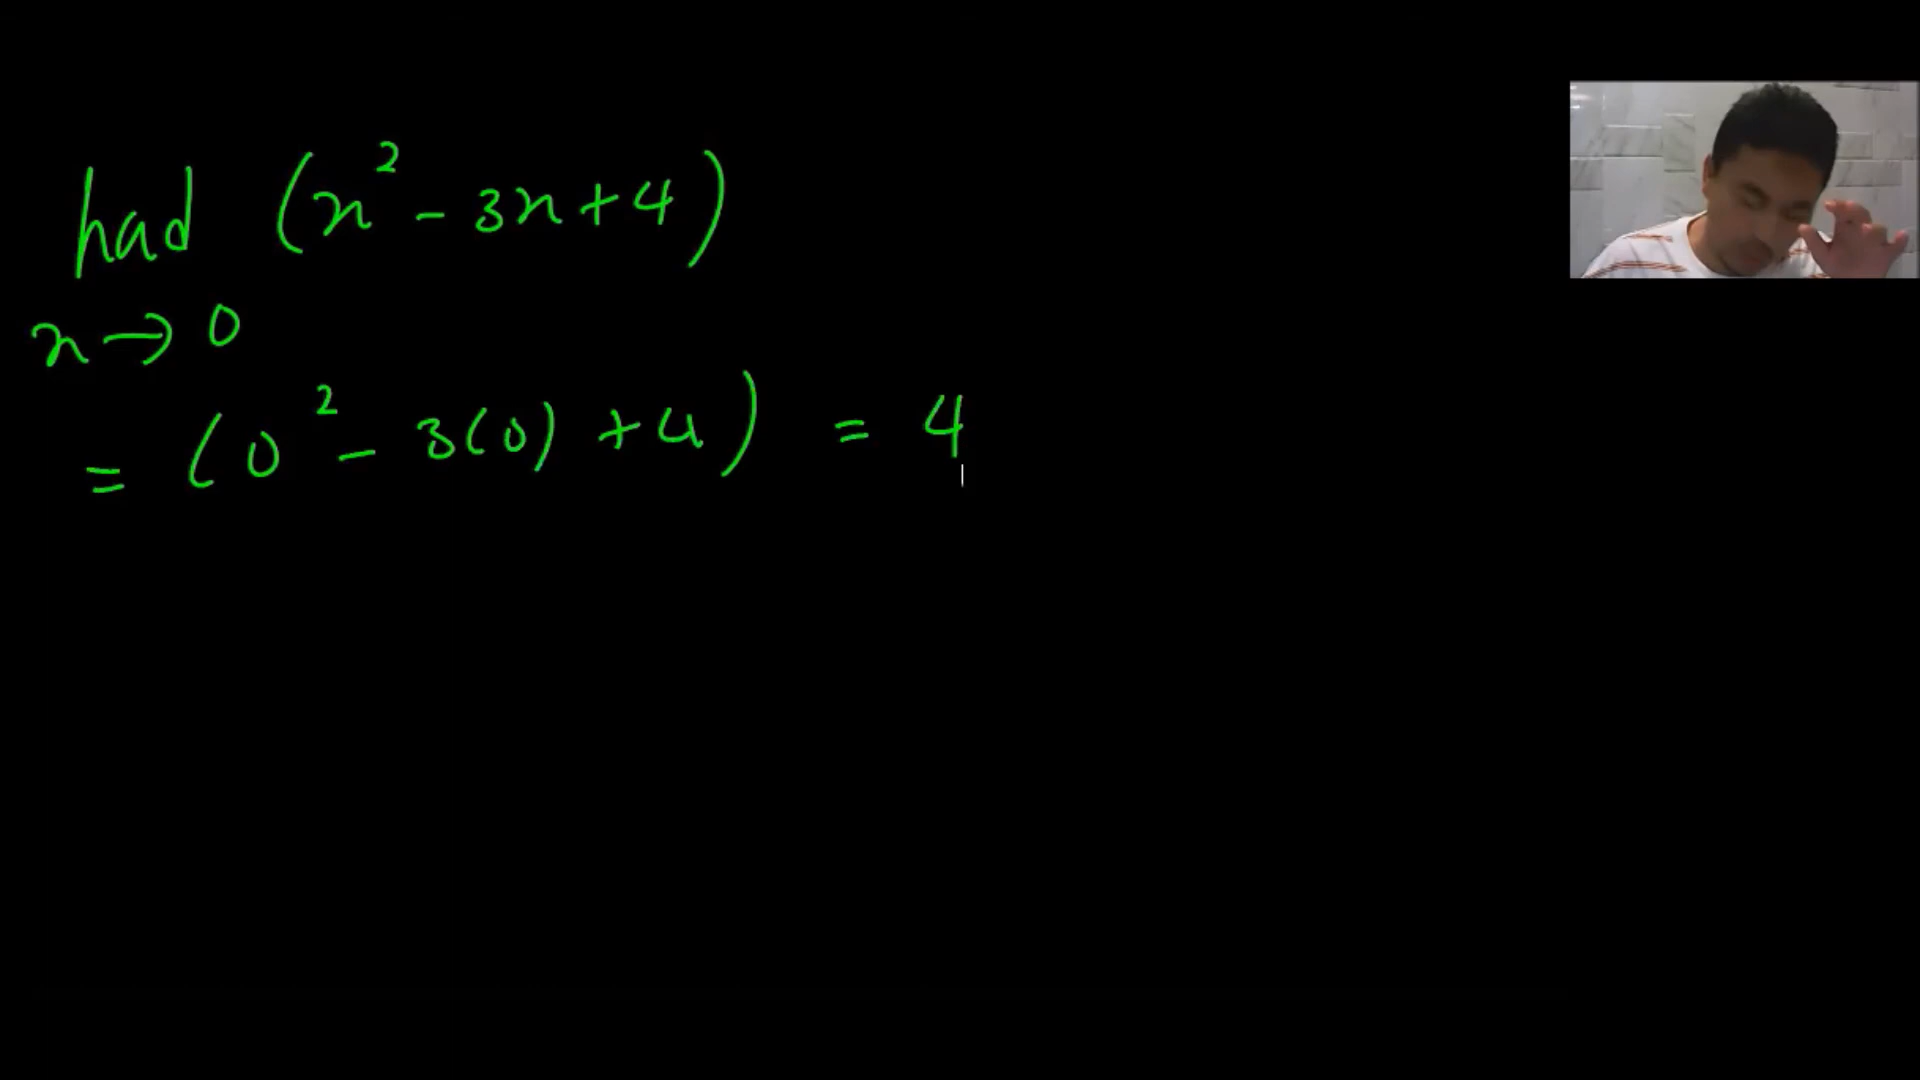 had (x² - 3x + 4)
x → 0
= (0² - 3(0) + 4) = 4